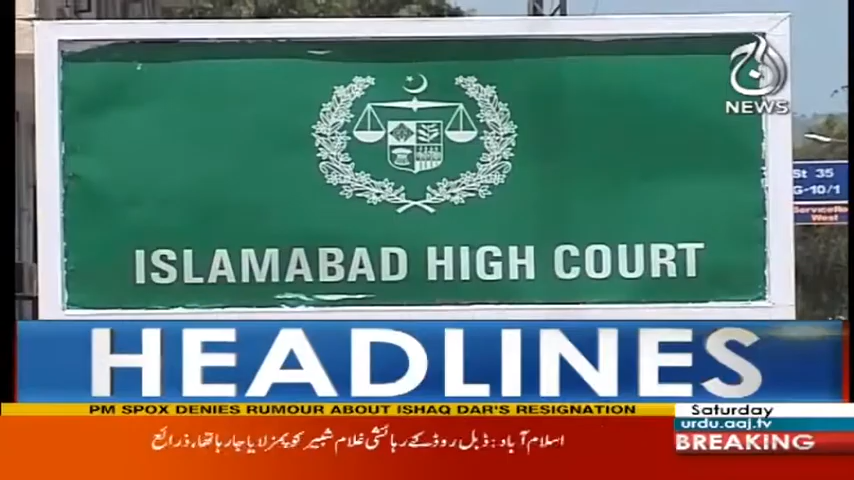 آج
NEWS
St 35
G-10/1
ServiceRo
West
ISLAMABAD HIGH COURT
HEADLINES
PM SPOX DENIES RUMOUR ABOUT ISHAQ DAR'S RESIGNATION
Saturday
urdu.aaj.tv
BREAKING
اسلام آباد: ڈبل روڈ کے رہائشی غلام شبیر کو پمز لایا جا رہا تھا، ذرائع